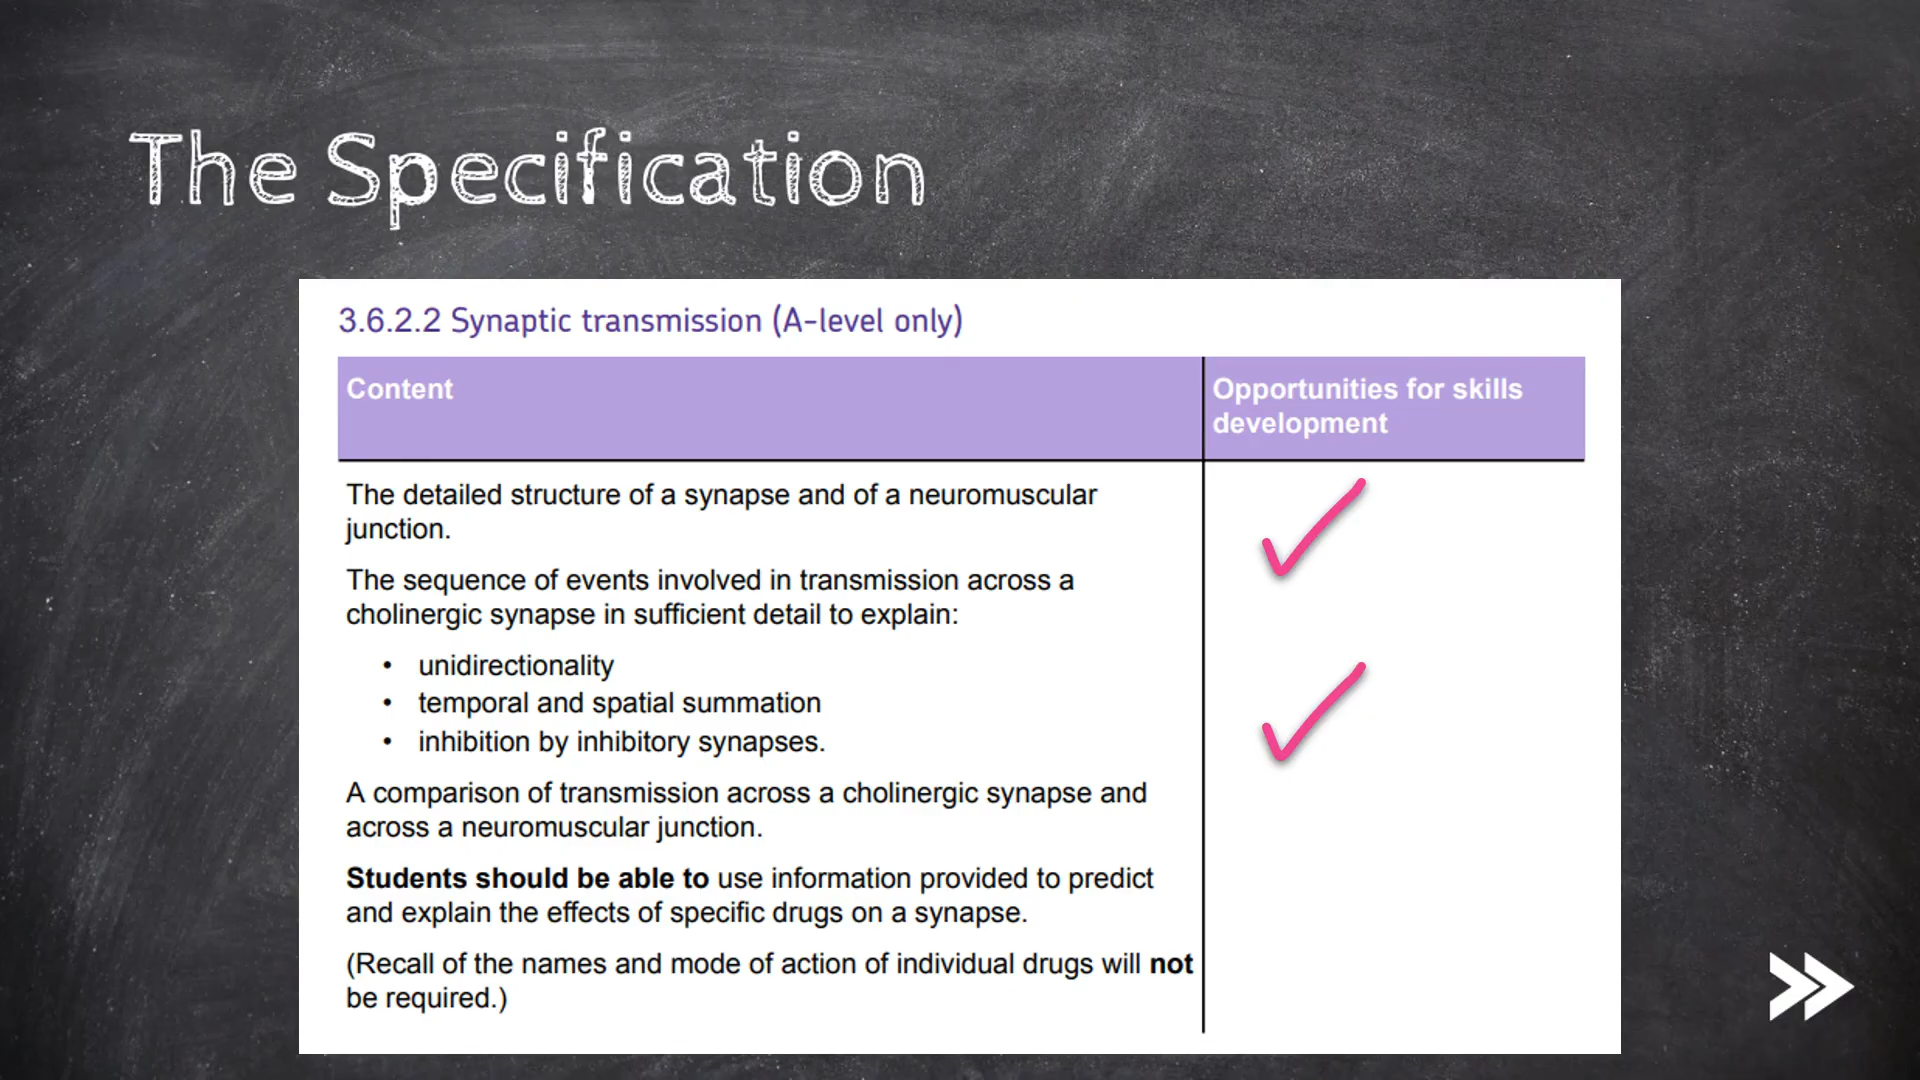 The Specification
3.6.2.2 Synaptic transmission (A-level only)
Content
Opportunities for skills
development
The detailed structure of a synapse and of a neuromuscular
junction.
The sequence of events involved in transmission across a
cholinergic synapse in sufficient detail to explain:
• unidirectionality
• temporal and spatial summation
• inhibition by inhibitory synapses.
A comparison of transmission across a cholinergic synapse and
across a neuromuscular junction.
Students should be able to use information provided to predict
and explain the effects of specific drugs on a synapse.
(Recall of the names and mode of action of individual drugs will not
be required.)